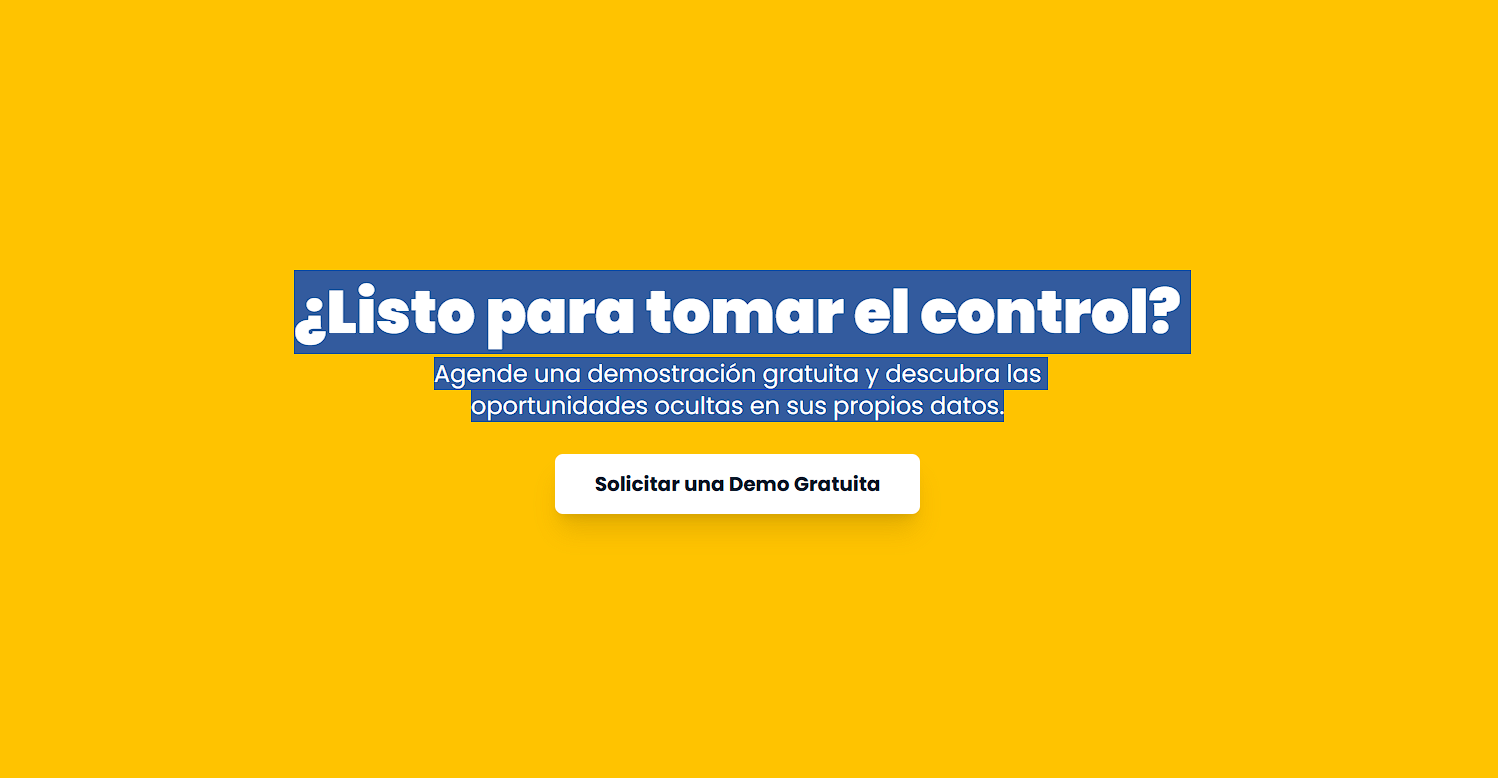 ¿Listo para tomar el control?
Agende una demostración gratuita y descubra las
oportunidades ocultas en sus propios datos.
Solicitar una Demo Gratuita